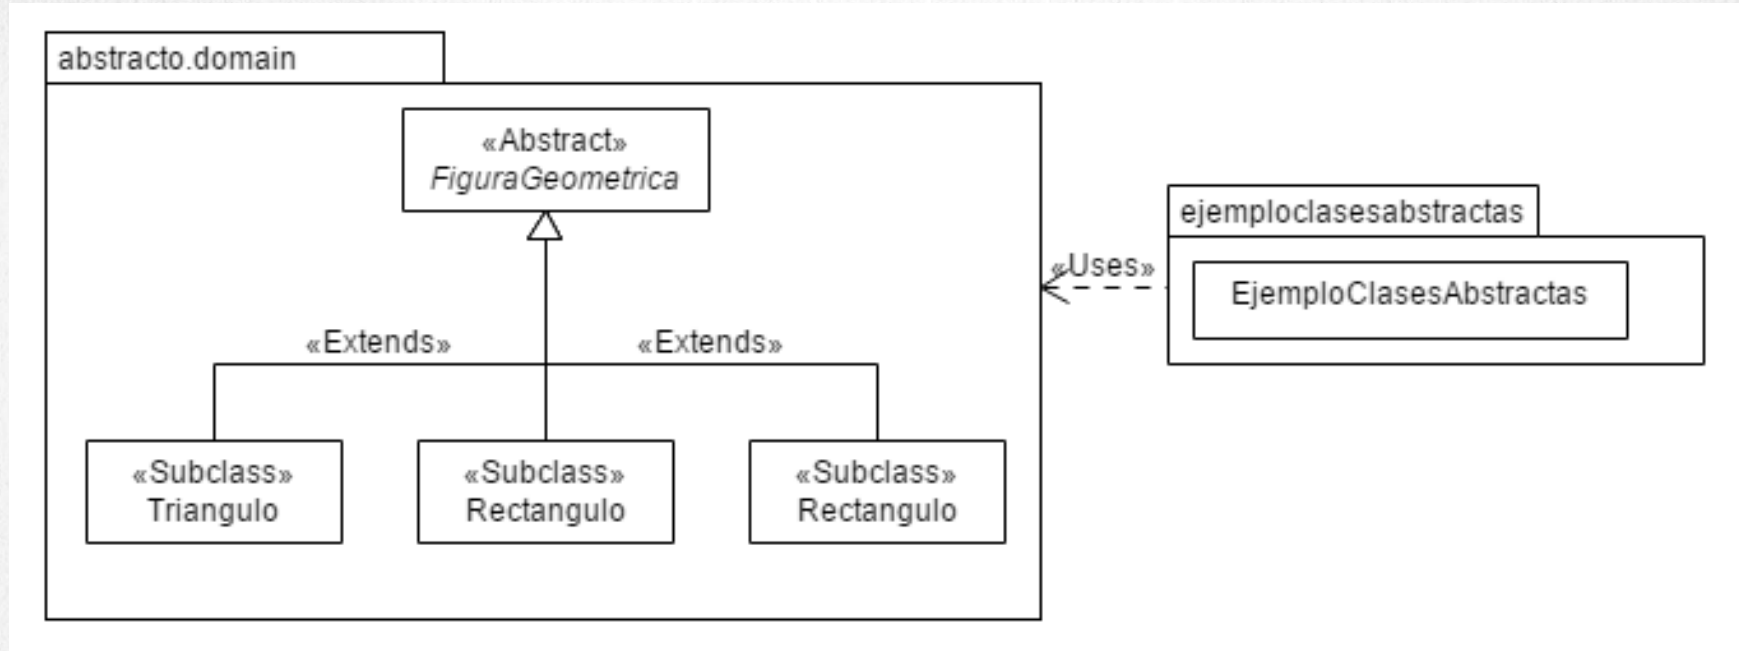 abstracto.domain
«Abstract»
FiguraGeometrica
«Extends»
«Extends»
«Subclass»
Triangulo
«Subclass»
Rectangulo
«Subclass»
Rectangulo
«Uses»
ejemploclasesabstractas
EjemploClasesAbstractas